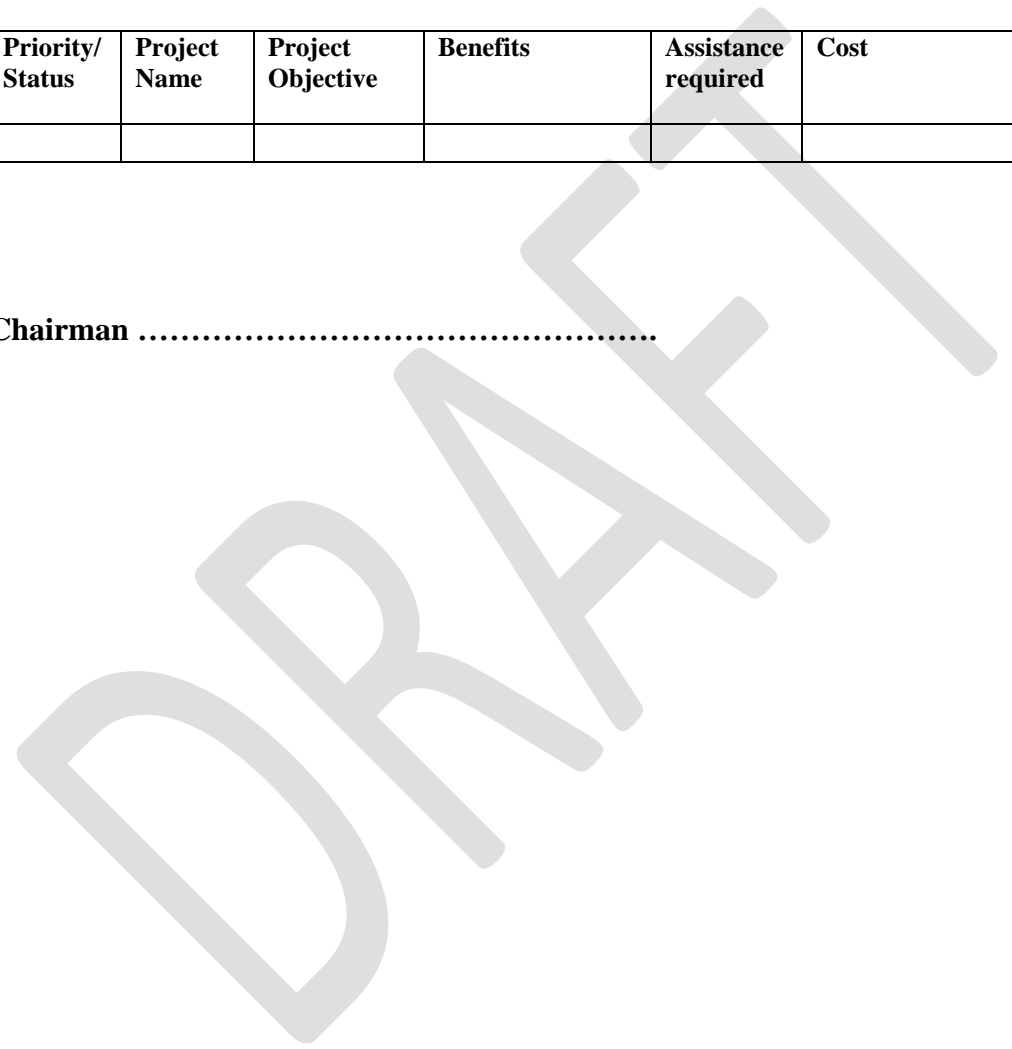 Priority/ Project Project Benefits Assistance Cost
Status Name Objective required
Chairman …………………………………………….
DRAFT